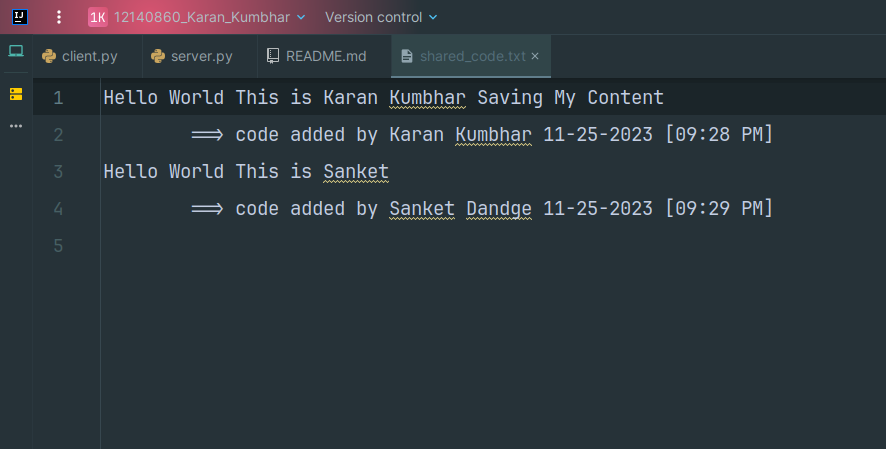 IJ 1K 12140860_Karan_Kumbhar Version control
client.py server.py README.md shared_code.txt
1 Hello World This is Karan Kumbhar Saving My Content
2 ==> code added by Karan Kumbhar 11-25-2023 [09:28 PM]
3 Hello World This is Sanket
4 ==> code added by Sanket Dandge 11-25-2023 [09:29 PM]
5